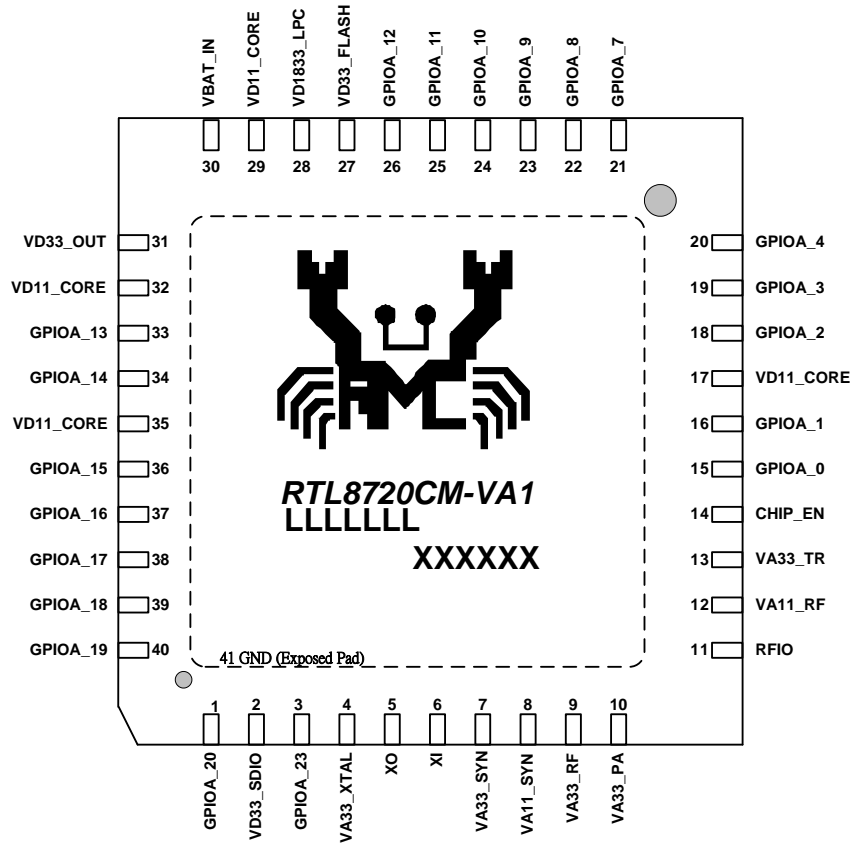 VBAT_IN
VD11_CORE
VD1833_LPC
VD33_FLASH
GPIOA_12
GPIOA_11
GPIOA_10
GPIOA_9
GPIOA_8
GPIOA_7
30 29 28 27 26 25 24 23 22 21
VD33_OUT 31
VD11_CORE 32
GPIOA_13 33
GPIOA_14 34
VD11_CORE 35
GPIOA_15 36
GPIOA_16 37
GPIOA_17 38
GPIOA_18 39
GPIOA_19 40
AMC
RTL8720CM-VA1
LLLLLLL
XXXXXX
41 GND (Exposed Pad)
20 GPIOA_4
19 GPIOA_3
18 GPIOA_2
17 VD11_CORE
16 GPIOA_1
15 GPIOA_0
14 CHIP_EN
13 VA33_TR
12 VA11_RF
11 RFIO
1 2 3 4 5 6 7 8 9 10
GPIOA_20
VD33_SDIO
GPIOA_23
VA33_XTAL
XO
XI
VA33_SYN
VA11_SYN
VA33_RF
VA33_PA